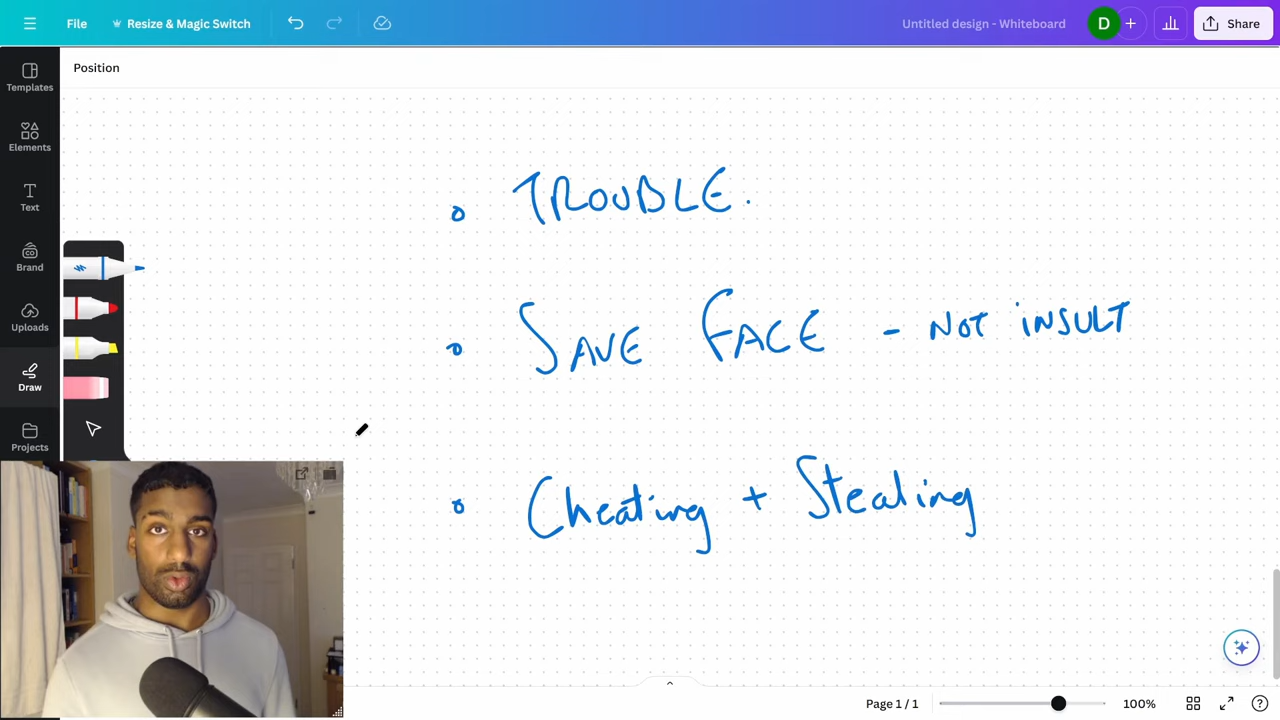 File
Resize & Magic Switch
Untitled design - Whiteboard
D
+
Share
Templates
Position
Elements
Text
Brand
Uploads
Draw
Projects
TROUBLE.
SAVE FACE - NOT INSULT
Cheating + Stealing
Page 1 / 1
100%